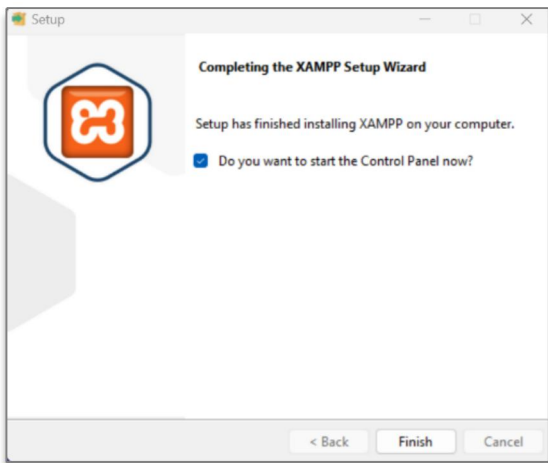 Setup
Completing the XAMPP Setup Wizard
Setup has finished installing XAMPP on your computer.
Do you want to start the Control Panel now?
< Back Finish Cancel